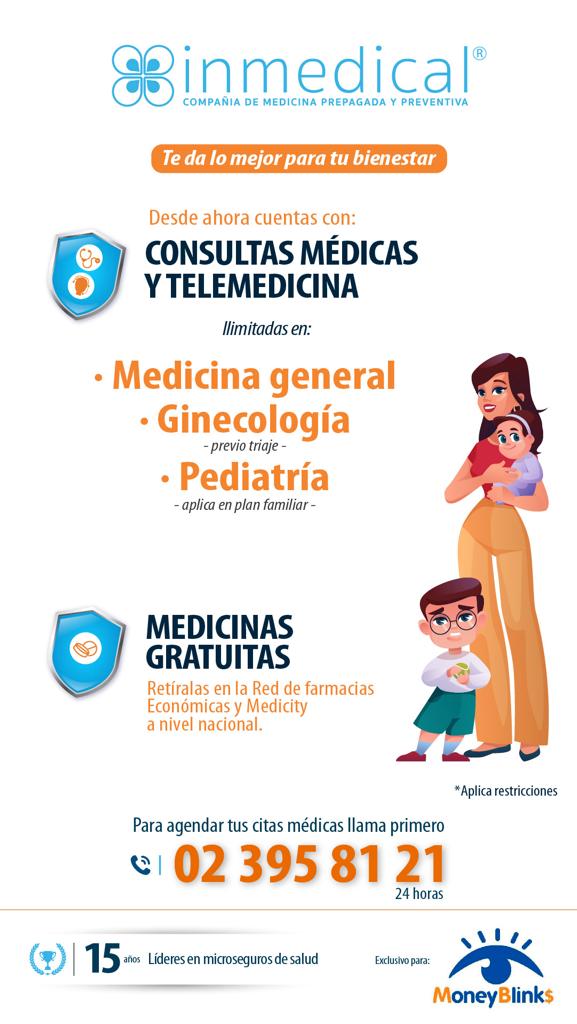 inmedical®
COMPAÑIA DE MEDICINA PREPAGADA Y PREVENTIVA
Te da lo mejor para tu bienestar
Desde ahora cuentas con:
CONSULTAS MÉDICAS
Y TELEMEDICINA
Ilimitadas en:
• Medicina general
• Ginecología
- previo triaje -
• Pediatría
- aplica en plan familiar -
MEDICINAS
GRATUITAS
Retíralas en la Red de farmacias
Económicas y Medicity
a nivel nacional.
*Aplica restricciones
Para agendar tus citas médicas llama primero
02 395 81 21
24 horas
15 años Líderes en microseguros de salud
Exclusivo para:
MoneyBlink$